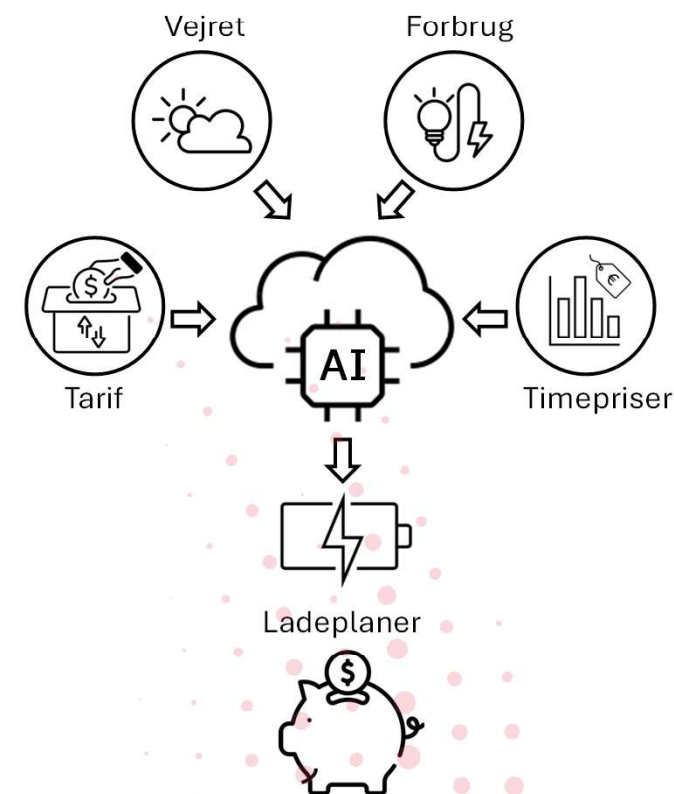 Vejret
Forbrug
$
€
Tarif
AI
Timepriser
Ladeplaner
$